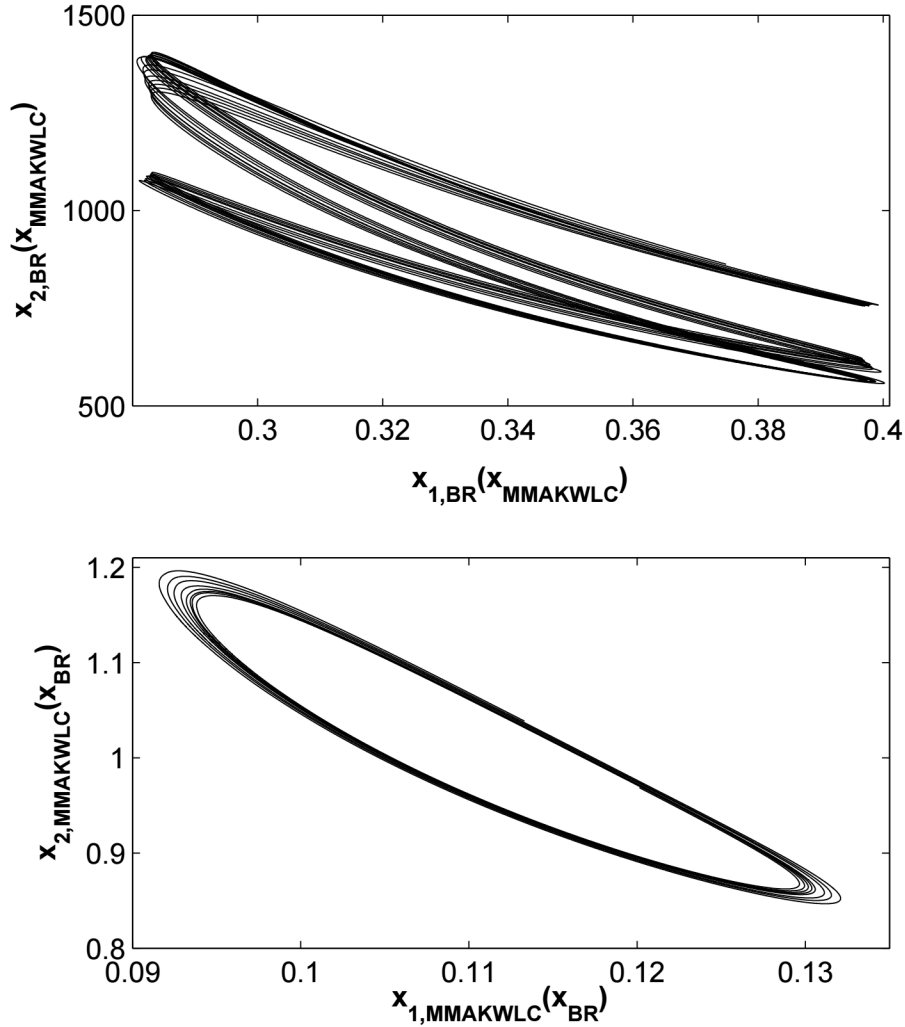 1500
1000
500
x2,BR(xMMAKWLC)
0.3 0.32 0.34 0.36 0.38 0.4
x1,BR(xMMAKWLC)
1.2
1.1
1
0.9
0.8
x2,MMAKWLC(xBR)
0.09 0.1 0.11 0.12 0.13
x1,MMAKWLC(xBR)